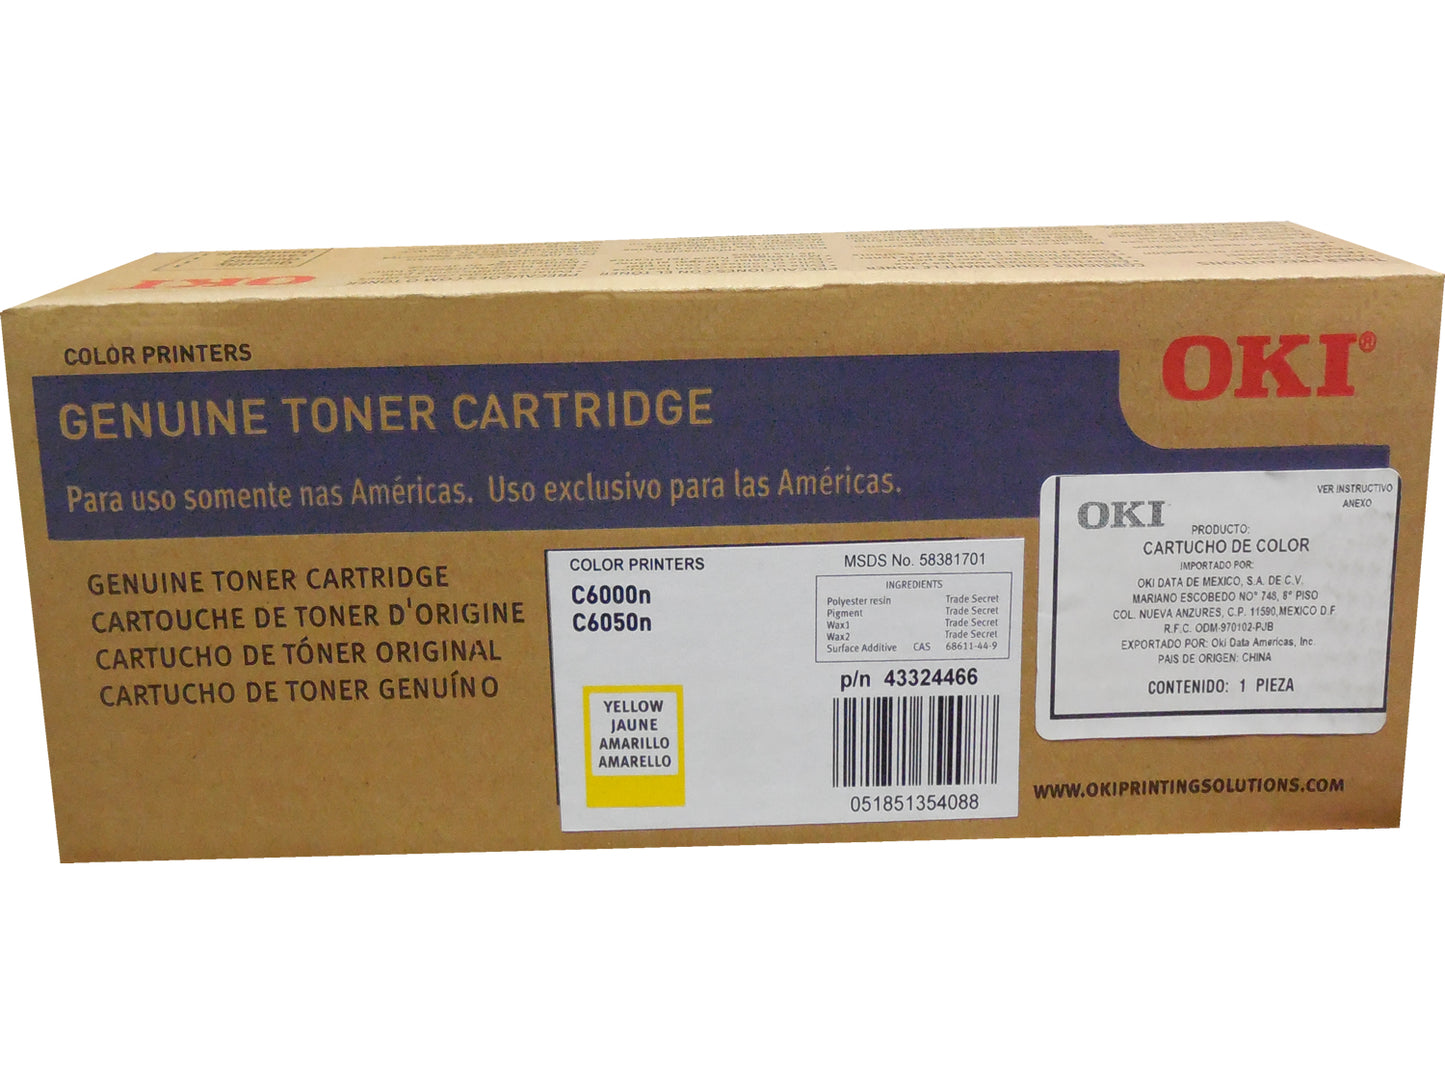 OKI
COLOR PRINTERS
OKI®
GENUINE TONER CARTRIDGE
Para uso somente nas Américas. Uso exclusivo para las Américas.
GENUINE TONER CARTRIDGE
CARTOUCHE DE TONER D'ORIGINE
CARTUCHO DE TÓNER ORIGINAL
CARTUCHO DE TONER GENUÍNO
COLOR PRINTERS
C6000n
C6050n
YELLOW
JAUNE
AMARILLO
AMARELLO
MSDS No. 58381701
INGREDIENTS
Polyester resin Trade Secret
Pigment Trade Secret
Wax1 Trade Secret
Wax2 Trade Secret
Surface Additive CAS 68611-44-9
p/n 43324466
051851354088
OKI
VER INSTRUCTIVO
ANEXO
PRODUCTO:
CARTUCHO DE COLOR
IMPORTADO POR:
OKI DATA DE MEXICO, S.A. DE C.V.
MARIANO ESCOBEDO NO° 748, 8° PISO
COL. NUEVA ANZURES, C.P. 11590, MEXICO D.F.
R.F.C. ODM-970102-PJB
EXPORTADO POR: Oki Data Americas, Inc.
PAIS DE ORIGEN: CHINA
CONTENIDO: 1 PIEZA
WWW.OKIPRINTINGSOLUTIONS.COM